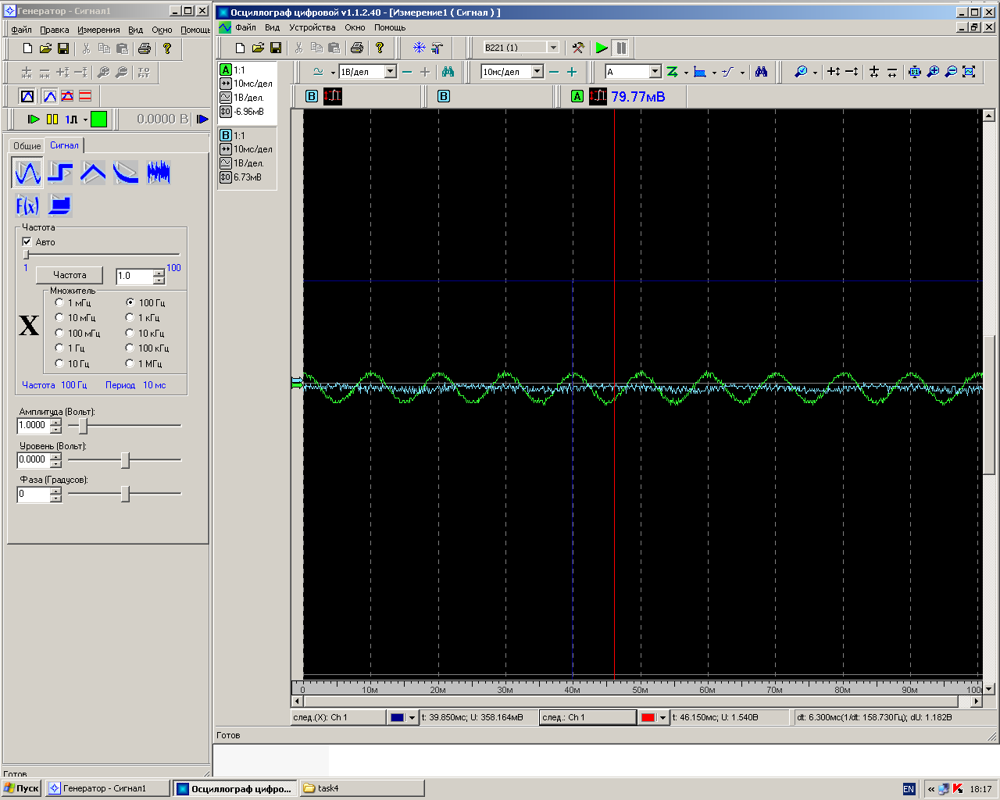 Генератор - Сигнал1
Файл Правка Измерения Вид Окно Помощь
TO FIT
0.0000 В
Общие Сигнал
F(x)
Частота
Авто
1 100
Частота 1.0
Множитель
X
1 мГц 100 Гц
10 мГц 1 кГц
100 мГц 10 кГц
1 Гц 100 кГц
10 Гц 1 МГц
Частота 100 Гц Период 10 мс
Амплитуда (Вольт):
1.0000
Уровень (Вольт):
0.0000
Фаза (Градусов):
0
Готов
Осциллограф цифровой v1.1.2.40 - [Измерение1 ( Сигнал ) ]
Файл Вид Устройства Окно Помощь
B221 (1)
A 1:1
10мс/дел
1В/дел.
-6.96мВ
B 1:1
10мс/дел
1В/дел.
6.73мВ
1В/дел 10мс/дел A
B B A 79.77мВ
0 10м 20м 30м 40м 50м 60м 70м 80м 90м 100
след.(X): Ch 1 t: 39.850мс; U: 358.164мВ след.: Ch 1 t: 46.150мс; U: 1.540В dt: 6.300мс(1/dt: 158.730Гц); dU: 1.182В
Готов
Пуск Генератор - Сигнал1 Осциллограф цифро... task4 EN « 18:17